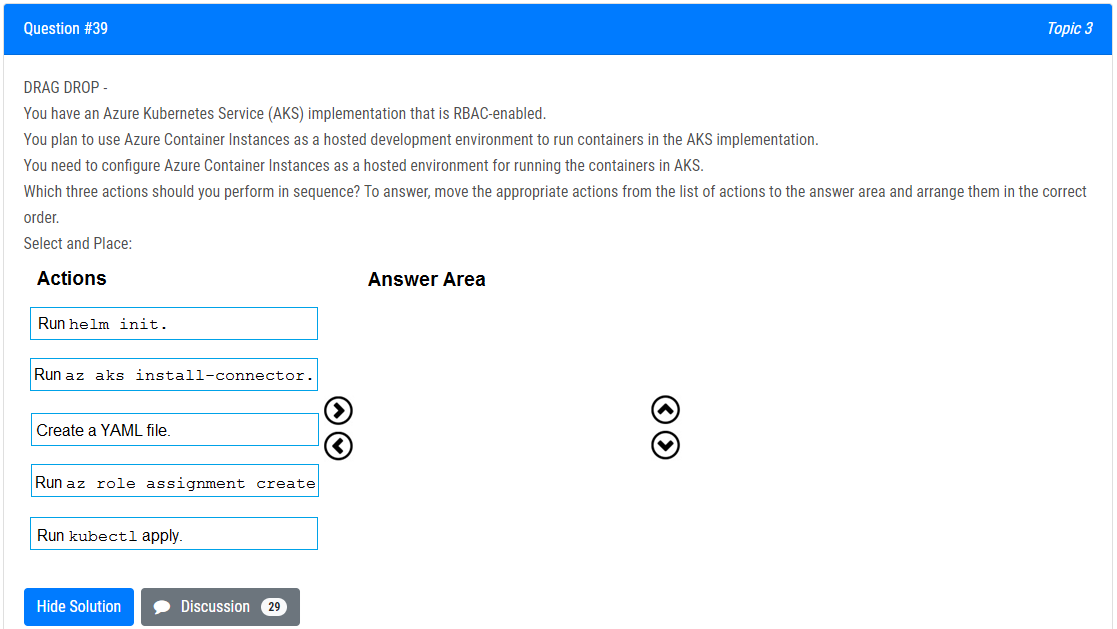 Question #39
Topic 3
DRAG DROP -
You have an Azure Kubernetes Service (AKS) implementation that is RBAC-enabled.
You plan to use Azure Container Instances as a hosted development environment to run containers in the AKS implementation.
You need to configure Azure Container Instances as a hosted environment for running the containers in AKS.
Which three actions should you perform in sequence? To answer, move the appropriate actions from the list of actions to the answer area and arrange them in the correct
order.
Select and Place:
Actions
Answer Area
Run helm init.
Run az aks install-connector.
Create a YAML file.
Run az role assignment create
Run kubectl apply.
Hide Solution
Discussion 29